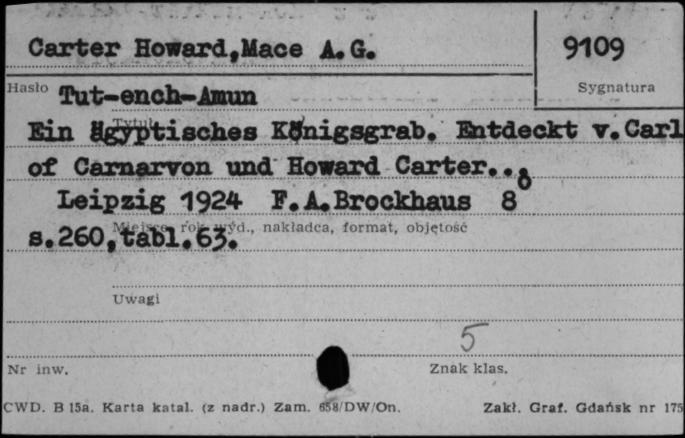 Carter Howard,Mace A.G.
9109
Hasło
Sygnatura
Tut-ench-Amun
Tytuł
Ein ägyptisches Königsgrab. Entdeckt v.Carl
of Carnarvon und Howard Carter...
Leipzig 1924 F.A.Brockhaus 8°
Miejsce, rok wyd., nakładca, format, objętość
s.260,tabl.63.
Uwagi
5
Nr inw.
Znak klas.
CWD. B 15a. Karta katal. (z nadr.) Zam. 658/DW/On.
Zakł. Graf. Gdańsk nr 175